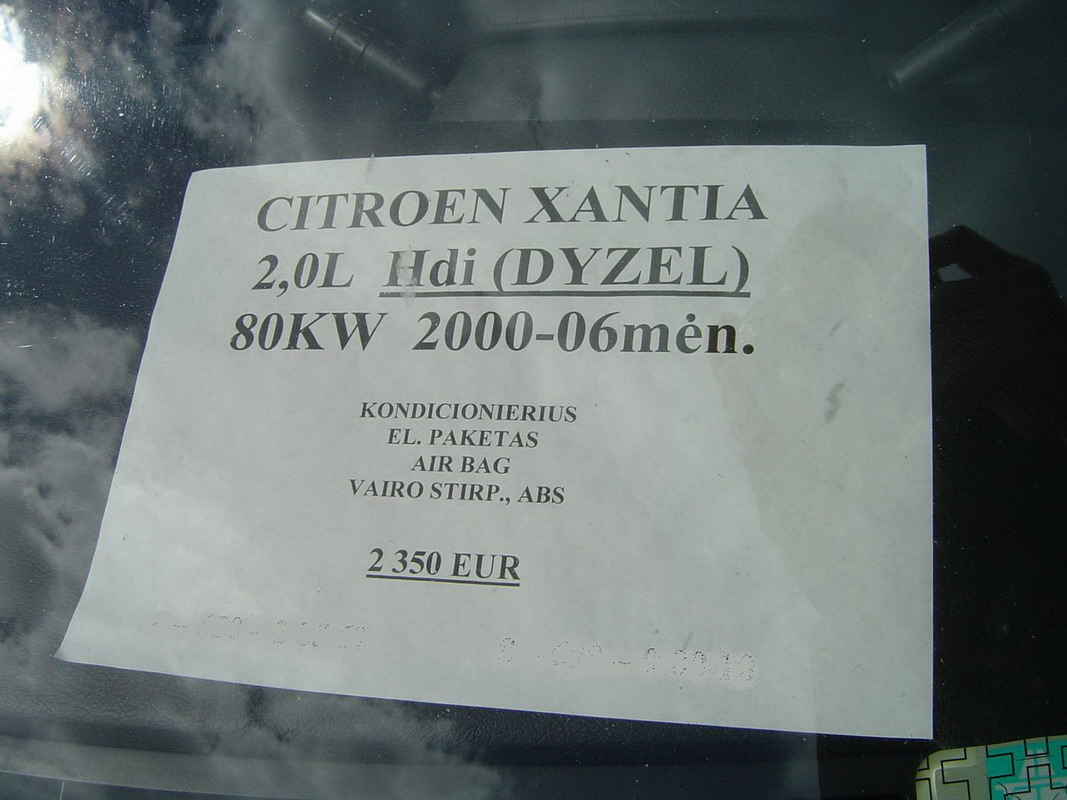 CITROEN XANTIA
2,0L Hdi (DYZEL)
80KW 2000-06mėn.
KONDICIONIERIUS
EL. PAKETAS
AIR BAG
VAIRO STIRP., ABS
2 350 EUR